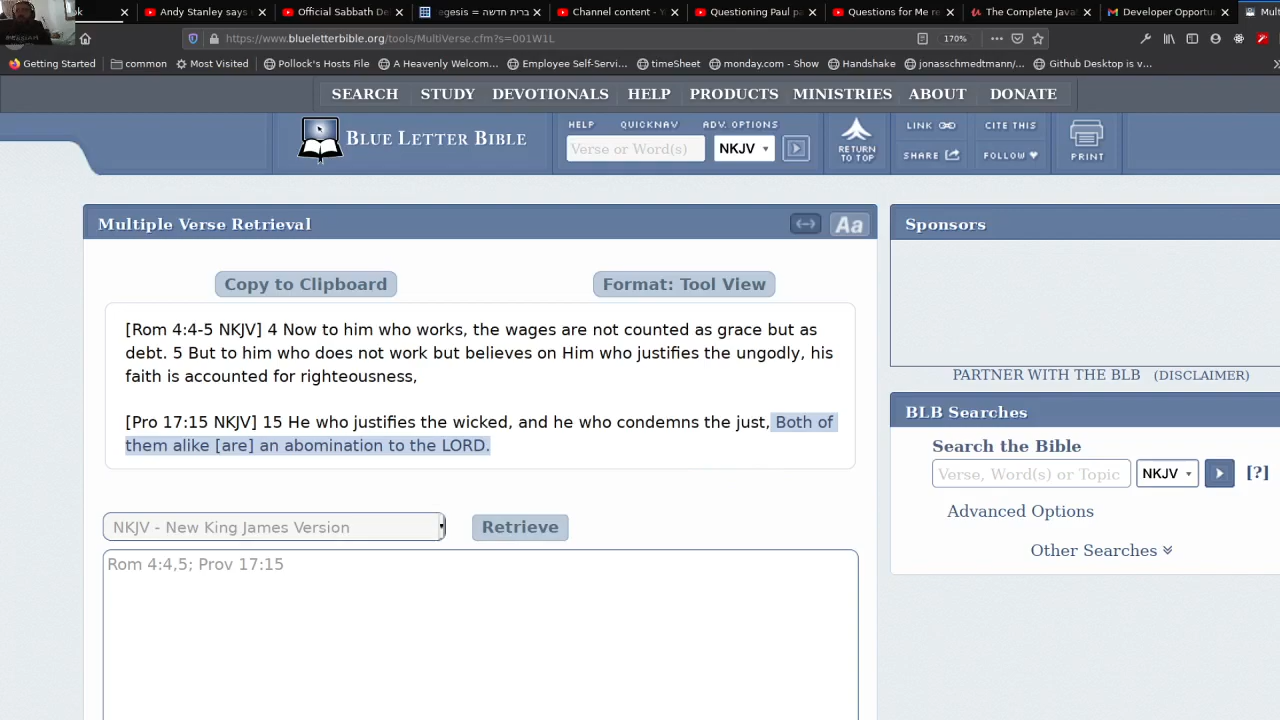 Andy Stanley says
Official Sabbath De
egesis = ברית חדשה
Channel content - Y
Questioning Paul pa
Questions for Me re
The Complete Java
Developer Opportu
Mul
https://www.blueletterbible.org/tools/MultiVerse.cfm?s=001W1L
170%
Getting Started
common
Most Visited
Pollock's Hosts File
A Heavenly Welcom...
Employee Self-Servi...
timeSheet
monday.com - Show
Handshake
jonasschmedtmann/...
Github Desktop is v...
SEARCH STUDY DEVOTIONALS HELP PRODUCTS MINISTRIES ABOUT DONATE
BLUE LETTER BIBLE
HELP QUICKNAV ADV. OPTIONS
Verse or Word(s)
NKJV
RETURN
TO TOP
LINK
CITE THIS
SHARE
FOLLOW
PRINT
Multiple Verse Retrieval
Aa
Copy to Clipboard
Format: Tool View
[Rom 4:4-5 NKJV] 4 Now to him who works, the wages are not counted as grace but as
debt. 5 But to him who does not work but believes on Him who justifies the ungodly, his
faith is accounted for righteousness,
[Pro 17:15 NKJV] 15 He who justifies the wicked, and he who condemns the just, Both of
them alike [are] an abomination to the LORD.
NKJV - New King James Version
Retrieve
Rom 4:4,5; Prov 17:15
Sponsors
PARTNER WITH THE BLB (DISCLAIMER)
BLB Searches
Search the Bible
Verse, Word(s) or Topic
NKJV
[?]
Advanced Options
Other Searches